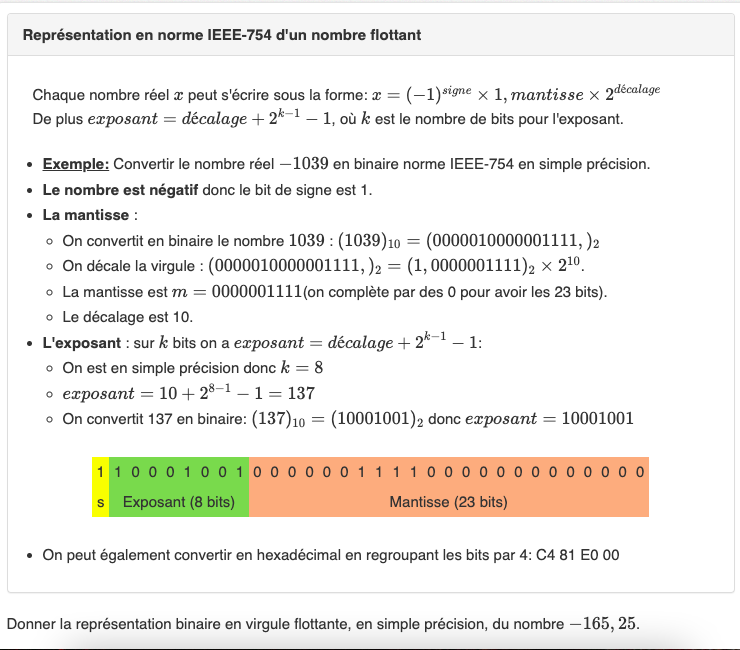 Représentation en norme IEEE-754 d'un nombre flottant
Chaque nombre réel x peut s'écrire sous la forme: x = (−1)^signe × 1, mantisse × 2^décalage
De plus exposant = décalage + 2^(k−1) − 1, où k est le nombre de bits pour l'exposant.
• Exemple: Convertir le nombre réel −1039 en binaire norme IEEE-754 en simple précision.
• Le nombre est négatif donc le bit de signe est 1.
• La mantisse :
◦ On convertit en binaire le nombre 1039 : (1039)₁₀ = (0000010000001111, )₂
◦ On décale la virgule : (0000010000001111, )₂ = (1, 0000001111)₂ × 2^10.
◦ La mantisse est m = 0000001111(on complète par des 0 pour avoir les 23 bits).
◦ Le décalage est 10.
• L'exposant : sur k bits on a exposant = décalage + 2^(k−1) − 1:
◦ On est en simple précision donc k = 8
◦ exposant = 10 + 2^(8−1) − 1 = 137
◦ On convertit 137 en binaire: (137)₁₀ = (10001001)₂ donc exposant = 10001001
1 1 0 0 0 1 0 0 1 0 0 0 0 0 0 1 1 1 1 0 0 0 0 0 0 0 0 0 0 0 0 0
s Exposant (8 bits) Mantisse (23 bits)
• On peut également convertir en hexadécimal en regroupant les bits par 4: C4 81 E0 00
Donner la représentation binaire en virgule flottante, en simple précision, du nombre −165, 25.